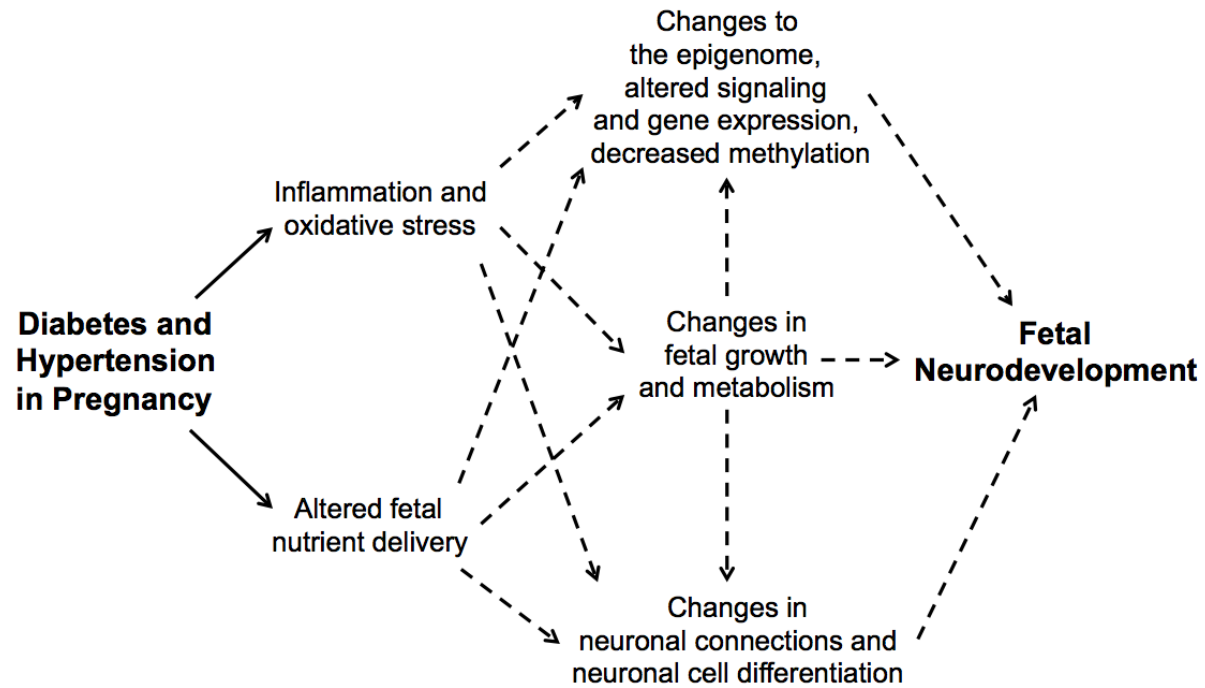 Diabetes and
Hypertension
in Pregnancy
Inflammation and
oxidative stress
Altered fetal
nutrient delivery
Changes to
the epigenome,
altered signaling
and gene expression,
decreased methylation
Changes in
fetal growth
and metabolism
Changes in
neuronal connections and
neuronal cell differentiation
Fetal
Neurodevelopment